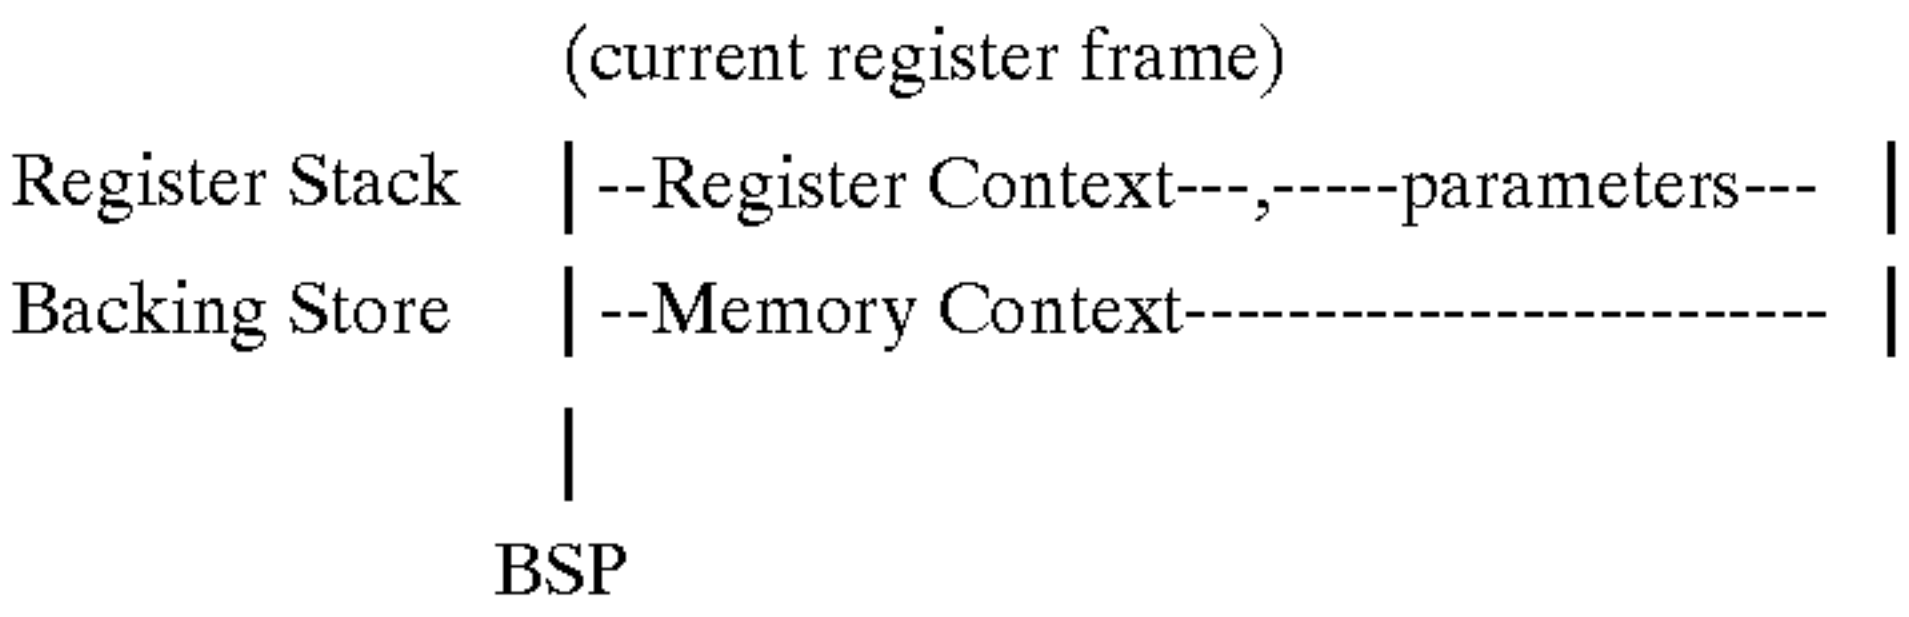 (current register frame)
Register Stack | --Register Context---,-----parameters--- |
Backing Store | --Memory Context-------------------------- |
|
BSP